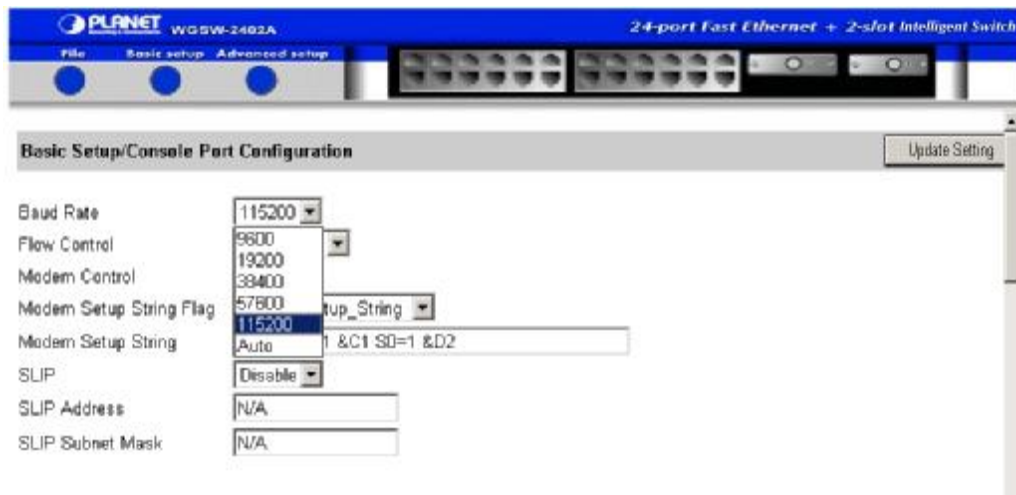 PLANET WGSW-2402A 24-port Fast Ethernet + 2-slot Intelligent Switch
File Basic setup Advanced setup
Basic Setup/Console Port Configuration Update Setting
Baud Rate 115200
9600
Flow Control
19200
Modem Control
38400
Modem Setup String Flag 57600 tup_String
115200
Modem Setup String 1 &C1 S0=1 &D2
Auto
SLIP Disable
SLIP Address N/A
SLIP Subnet Mask N/A